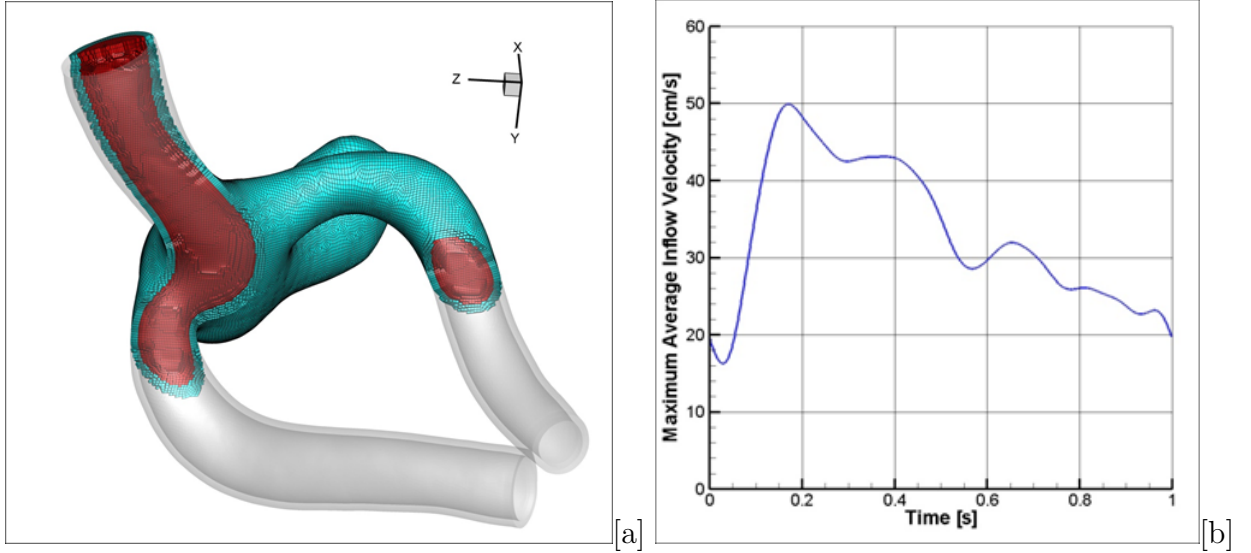 X
Z
Y
[a]
Maximum Average Inflow Velocity [cm/s]
60
50
40
30
20
10
0
0 0.2 0.4 0.6 0.8 1
Time [s]
[b]